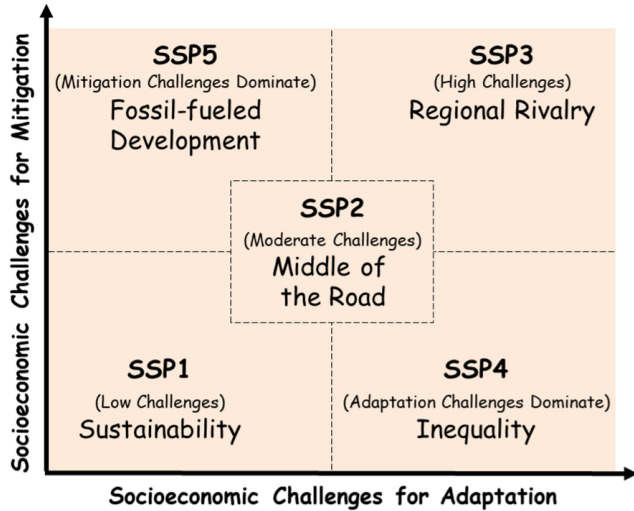 Socioeconomic Challenges for Mitigation
SSP5
(Mitigation Challenges Dominate)
Fossil-fueled
Development
SSP3
(High Challenges)
Regional Rivalry
SSP2
(Moderate Challenges)
Middle of
the Road
SSP1
(Low Challenges)
Sustainability
SSP4
(Adaptation Challenges Dominate)
Inequality
Socioeconomic Challenges for Adaptation